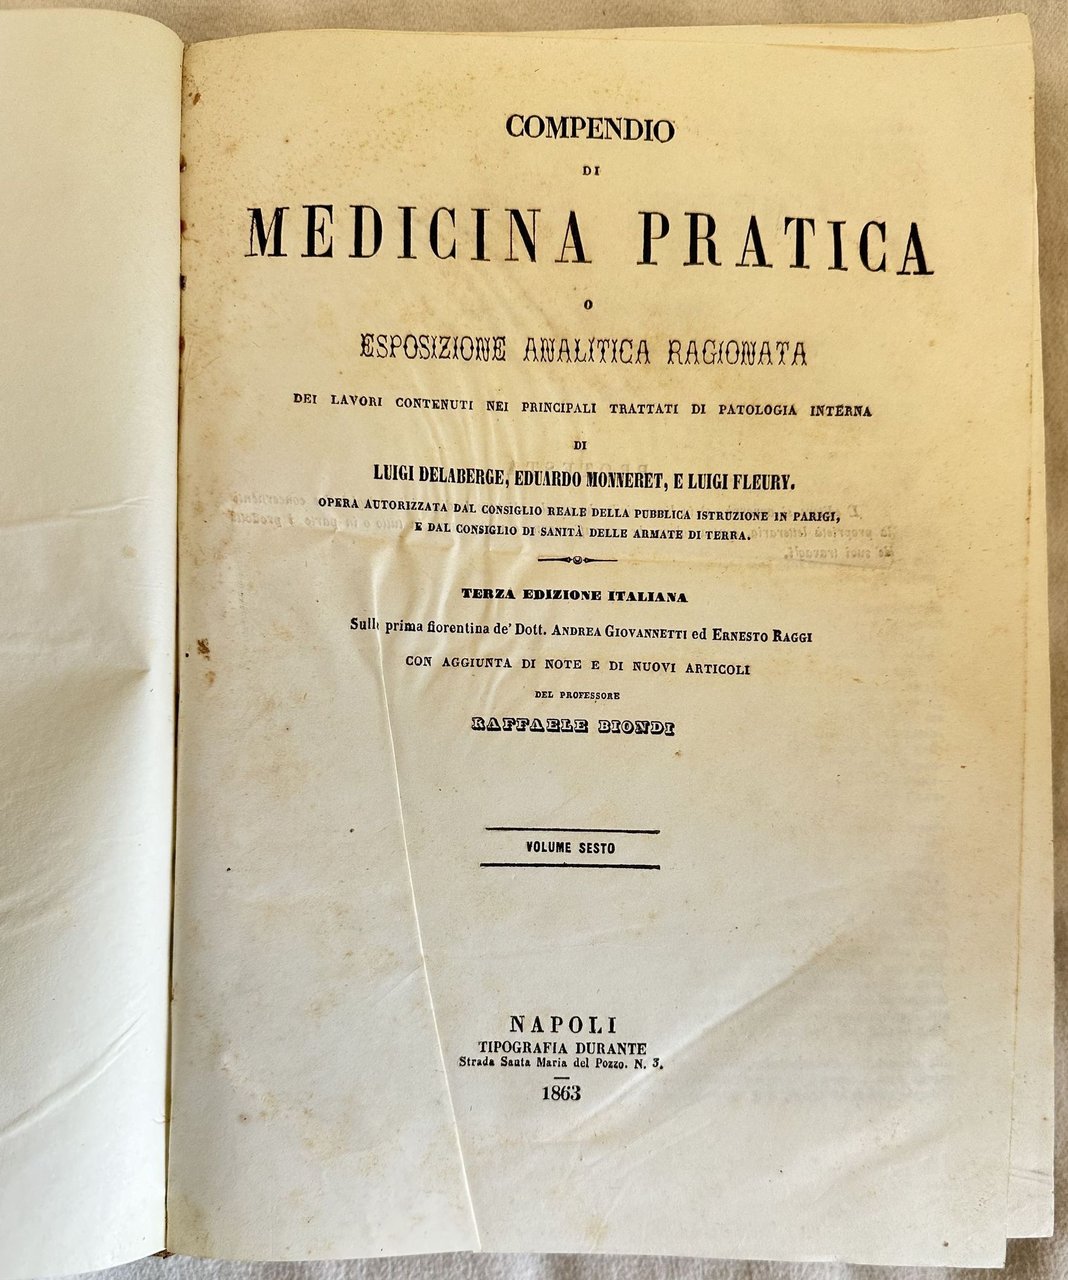 COMPENDIO
DI
MEDICINA PRATICA
O
ESPOSIZIONE ANALITICA RAGIONATA
DEI LAVORI CONTENUTI NEI PRINCIPALI TRATTATI DI PATOLOGIA INTERNA
DI
LUIGI DELABERGE, EDUARDO MONNERET, E LUIGI FLEURY.
OPERA AUTORIZZATA DAL CONSIGLIO REALE DELLA PUBBLICA ISTRUZIONE IN PARIGI,
E DAL CONSIGLIO DI SANITÀ DELLE ARMATE DI TERRA.
TERZA EDIZIONE ITALIANA
Sulla prima fiorentina de' Dott. ANDREA GIOVANNETTI ed ERNESTO RAGGI
CON AGGIUNTA DI NOTE E DI NUOVI ARTICOLI
DEL PROFESSORE
RAFFAELE BIONDI
VOLUME SESTO
NAPOLI
TIPOGRAFIA DURANTE
Strada Santa Maria del Pozzo. N. 3.
1863